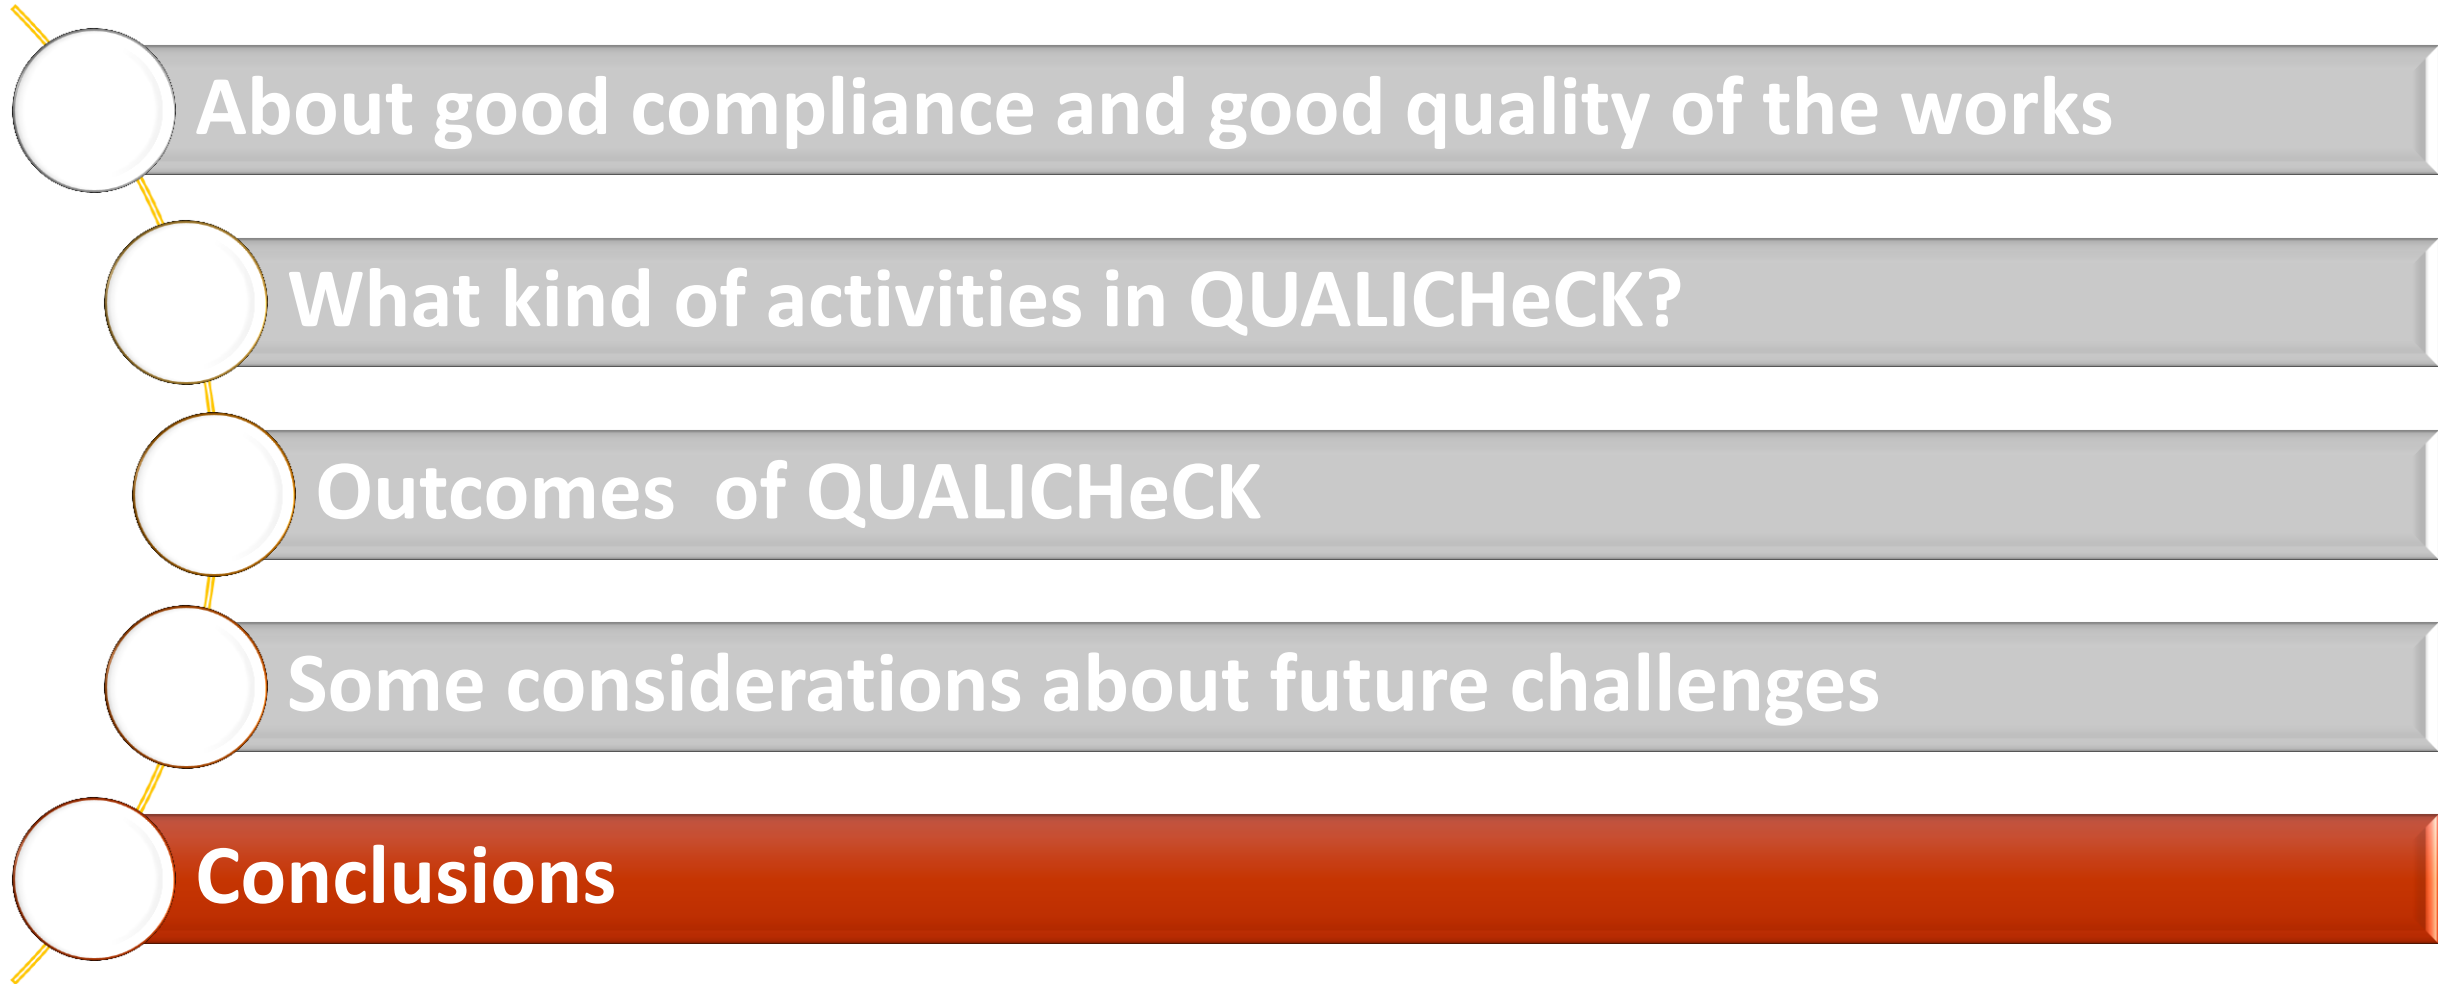 About good compliance and good quality of the works
What kind of activities in QUALICHeCK?
Outcomes  of QUALICHeCK
Some considerations about future challenges
Conclusions